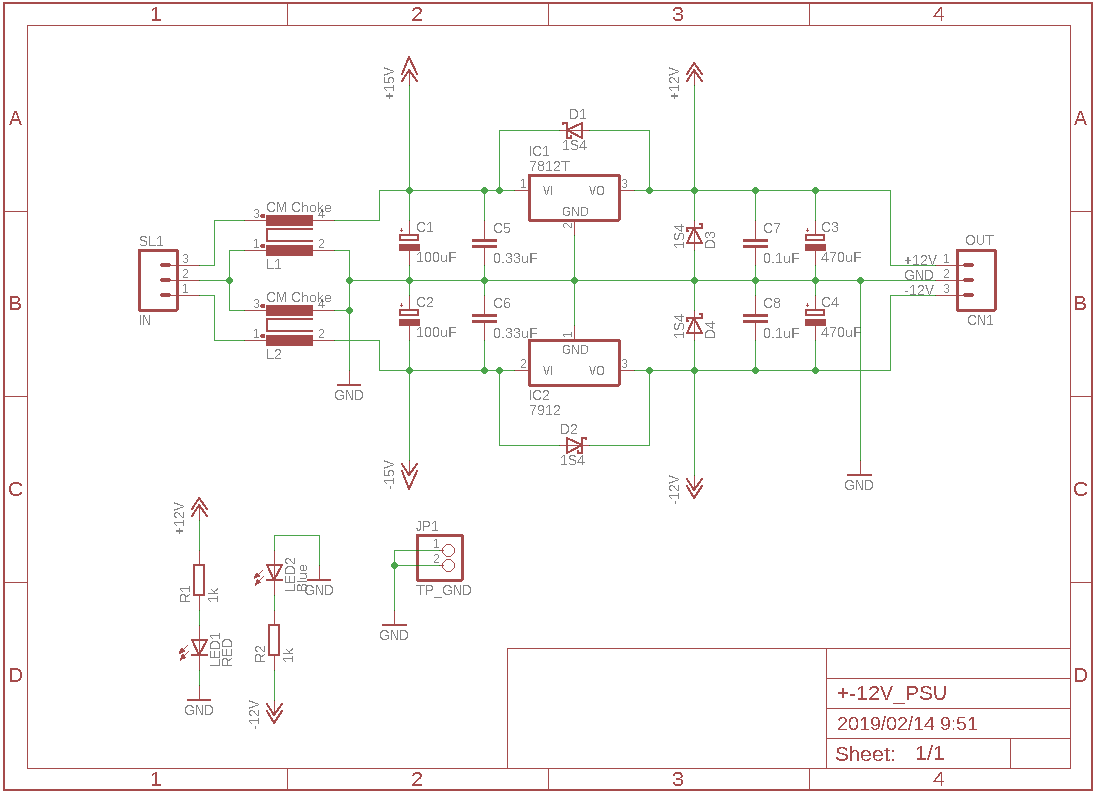 1 2 3 4
A A
B B
C C
D D
1 2 3 4
+15V
+12V
D1
1S4
IC1
7812T
1 VI VO 3
GND
2
CM Choke
3 4
1 2
L1
CM Choke
3 4
1 2
L2
SL1
3
2
1
IN
GND
C1
100uF
C2
100uF
C5
0.33uF
C6
0.33uF
1S4
D3
1S4
D4
C7
0.1uF
C8
0.1uF
C3
470uF
C4
470uF
OUT
+12V 1
GND 2
-12V 3
CN1
1
GND
2 VI VO 3
IC2
7912
D2
1S4
-15V
-12V
GND
+12V
R1
1k
LED1
RED
GND
LED2
Blue
GND
R2
1k
-12V
JP1
1
2
TP_GND
GND
+-12V_PSU
2019/02/14 9:51
Sheet: 1/1